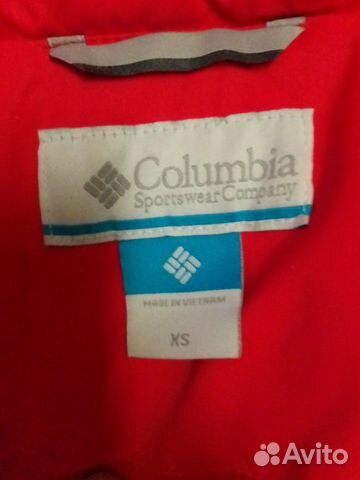 Columbia
Sportswear Company
MADE IN VIETNAM
XS
Avito